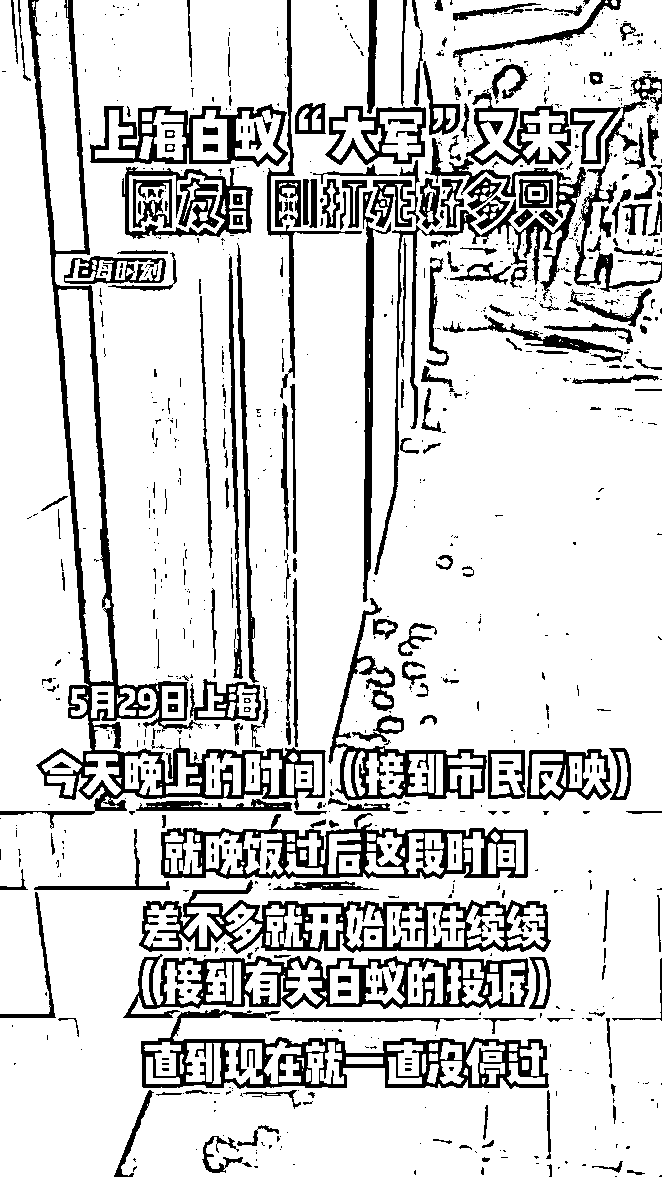 上海白蚁“大军”又来了
网友：刚打死好多只
上海时刻
5月29日 上海
今天晚上的时间（（接到市民反映））
就晚饭过后这段时间
差不多就开始陆陆续续
（（接到有关白蚁的投诉））
直到现在就一直没停过